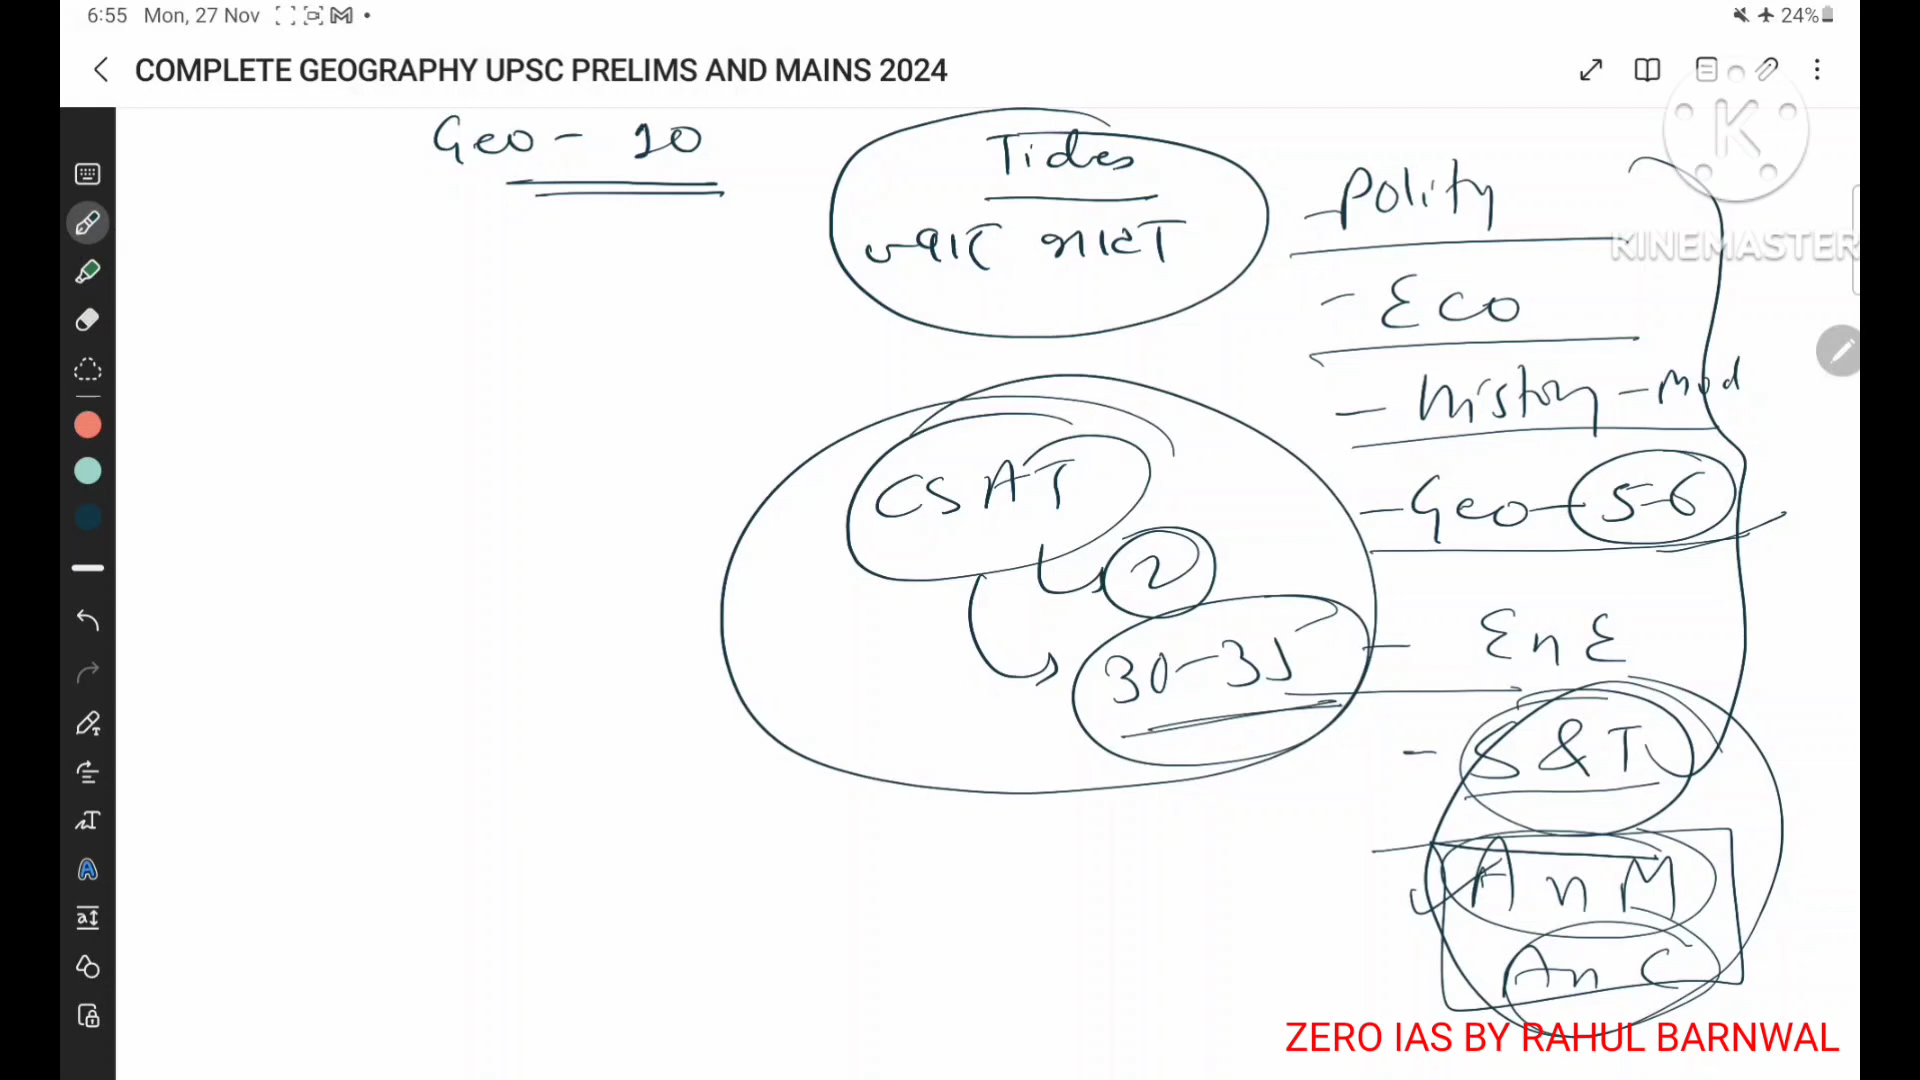 6:55 Mon, 27 Nov
24%
COMPLETE GEOGRAPHY UPSC PRELIMS AND MAINS 2024
K
KINEMASTER
Geo - 10
Tides
ज्वार भाटा
- Polity
- Eco
- History - Mod
- Geo - 5-6
CSAT
2
30-35
- EnE
- S & T
AnM
AnC
ZERO IAS BY RAHUL BARNWAL